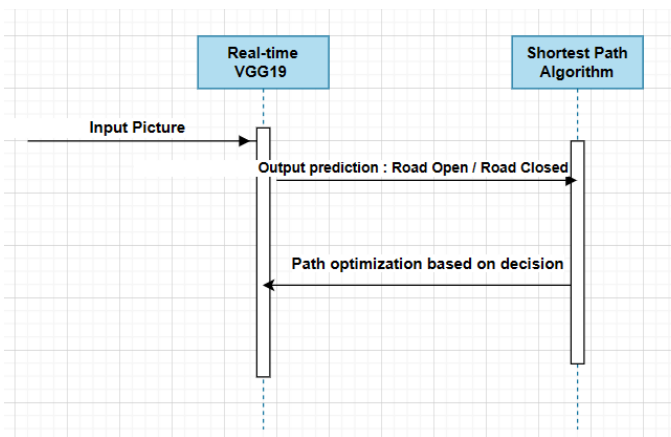 Real-time
VGG19
Shortest Path
Algorithm
Input Picture
Output prediction : Road Open / Road Closed
Path optimization based on decision